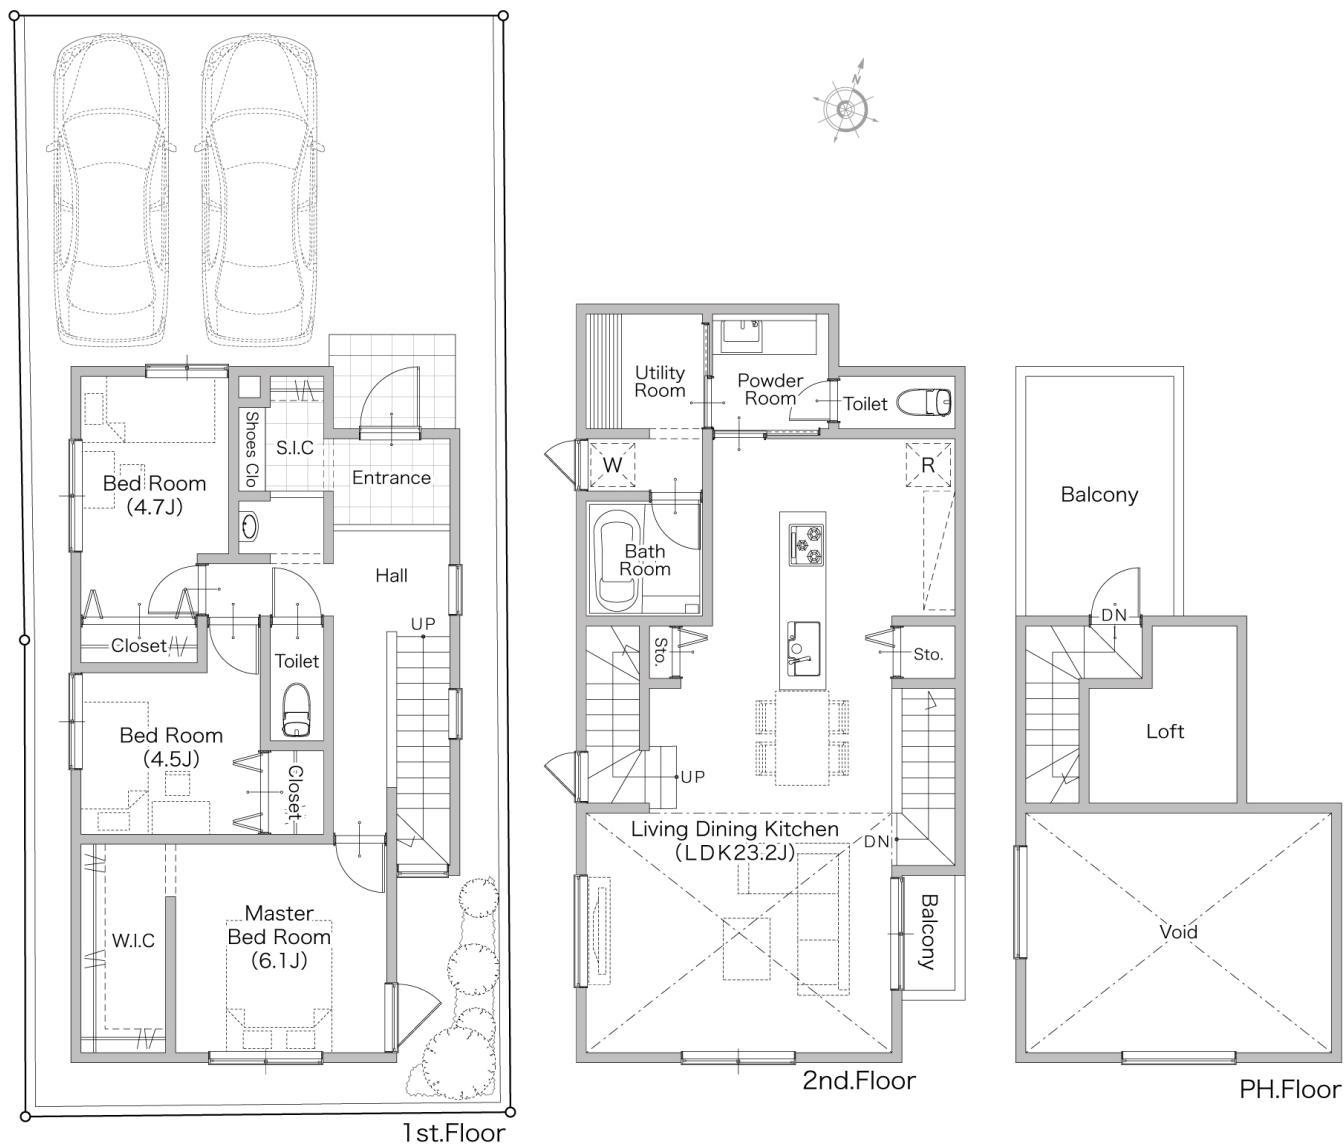 N
Shoes Clo
S.I.C
Entrance
Bed Room
(4.7J)
Hall
UP
Closet
Toilet
Bed Room
(4.5J)
Closet
Master
Bed Room
(6.1J)
W.I.C
1st.Floor
Utility
Room
Powder
Room
Toilet
W
R
Bath
Room
Sto.
Sto.
UP
Living Dining Kitchen
(LDK23.2J)
DN
Balcony
2nd.Floor
Balcony
DN
Loft
Void
PH.Floor